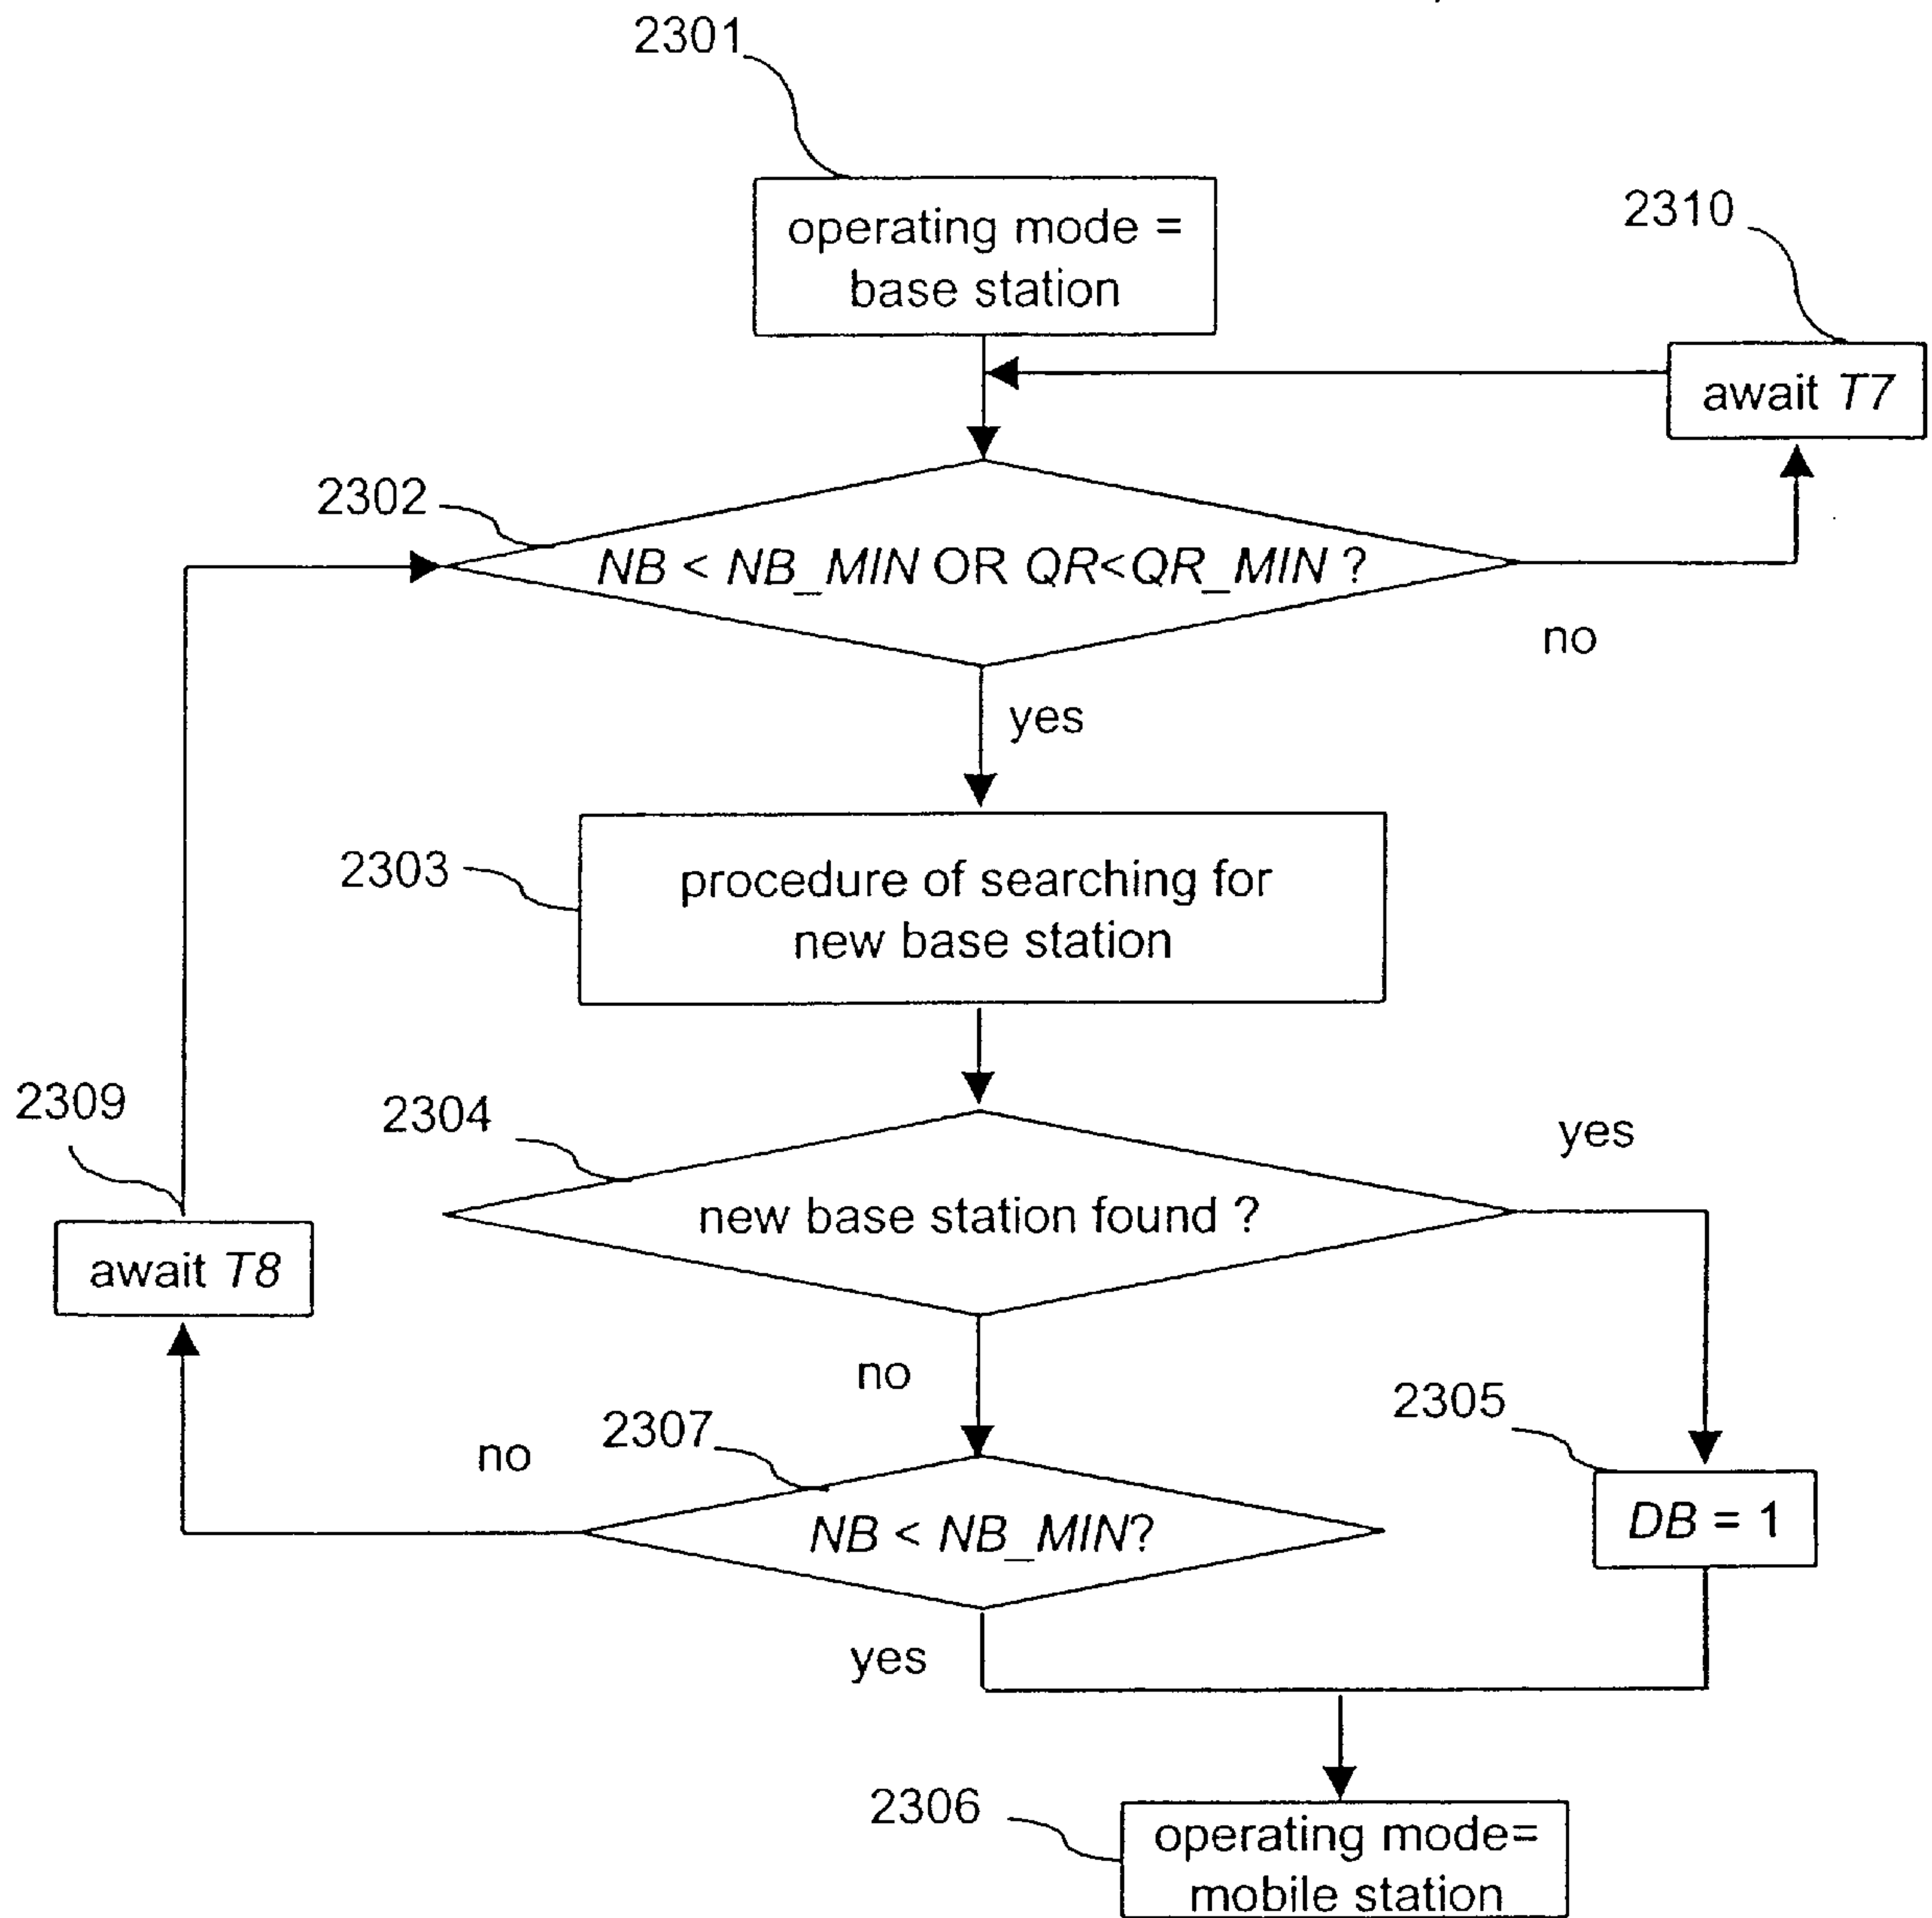 2301
operating mode =
base station
2310
await T7
2302
NB < NB_MIN OR QR<QR_MIN ?
no
yes
2303
procedure of searching for
new base station
2309
2304
yes
new base station found ?
await T8
no
2305
2307
no
DB = 1
NB < NB_MIN?
yes
2306
operating mode=
mobile station